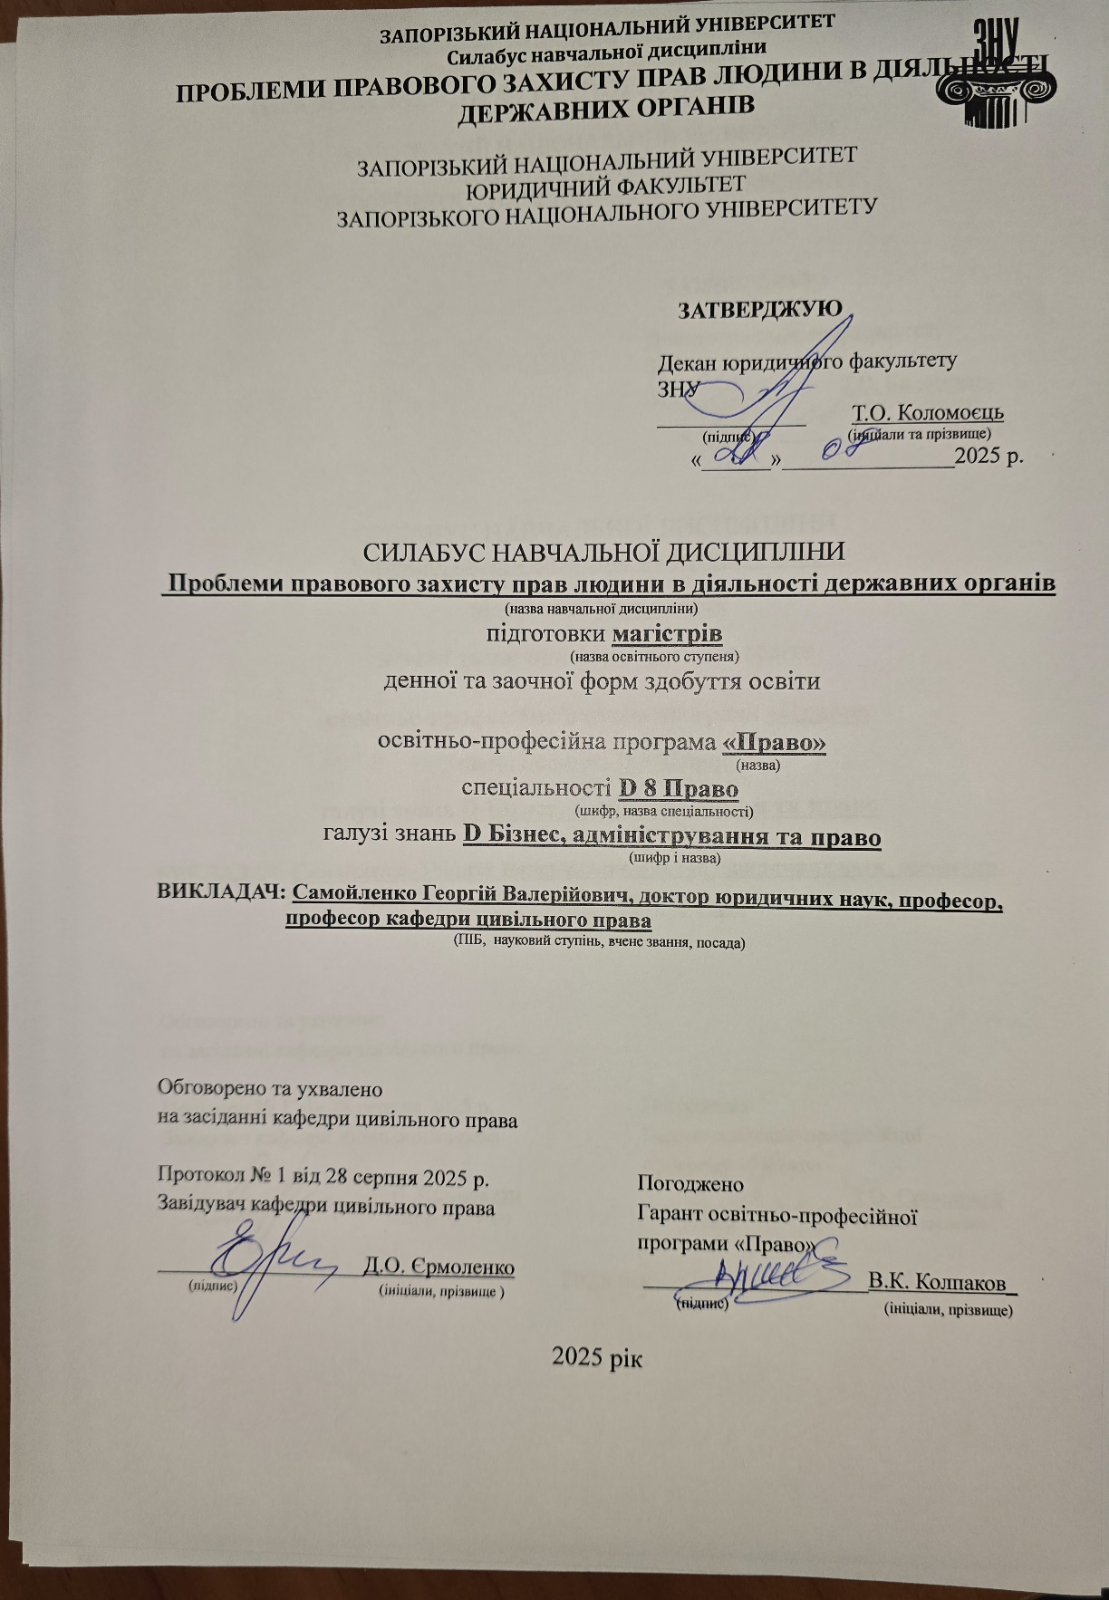 ЗАПОРІЗЬКИЙ НАЦІОНАЛЬНИЙ УНІВЕРСИТЕТ
Силабус навчальної дисципліни
ПРОБЛЕМИ ПРАВОВОГО ЗАХИСТУ ПРАВ ЛЮДИНИ В ДІЯЛЬНОСТІ
ДЕРЖАВНИХ ОРГАНІВ
ЗНУ
ЗАПОРІЗЬКИЙ НАЦІОНАЛЬНИЙ УНІВЕРСИТЕТ
ЮРИДИЧНИЙ ФАКУЛЬТЕТ
ЗАПОРІЗЬКОГО НАЦІОНАЛЬНОГО УНІВЕРСИТЕТУ
ЗАТВЕРДЖУЮ
Декан юридичного факультету
ЗНУ
Т.О. Коломоєць
(підпис) (ініціали та прізвище)
«______»_______________2025 р.
СИЛАБУС НАВЧАЛЬНОЇ ДИСЦИПЛІНИ
Проблеми правового захисту прав людини в діяльності державних органів
(назва навчальної дисципліни)
підготовки магістрів
(назва освітнього ступеня)
денної та заочної форм здобуття освіти
освітньо-професійна програма «Право»
(назва)
спеціальності D 8 Право
(шифр, назва спеціальності)
галузі знань D Бізнес, адміністрування та право
(шифр і назва)
ВИКЛАДАЧ: Самойленко Георгій Валерійович, доктор юридичних наук, професор,
професор кафедри цивільного права
(ПІБ, науковий ступінь, вчене звання, посада)
Обговорено та ухвалено
на засіданні кафедри цивільного права
Протокол № 1 від 28 серпня 2025 р.
Завідувач кафедри цивільного права
Д.О. Єрмоленко
(підпис) (ініціали, прізвище )
Погоджено
Гарант освітньо-професійної
програми «Право»
В.К. Колпаков
(підпис) (ініціали, прізвище)
2025 рік